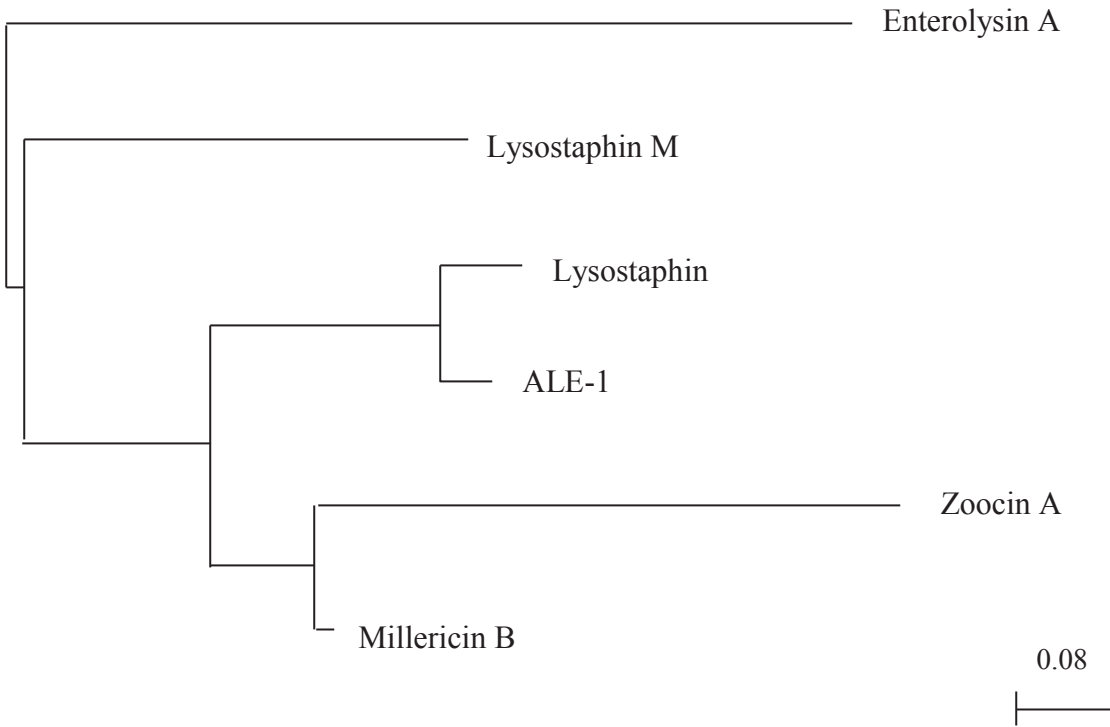 Enterolysin A
Lysostaphin M
Lysostaphin
ALE-1
Zoocin A
Millericin B
0.08